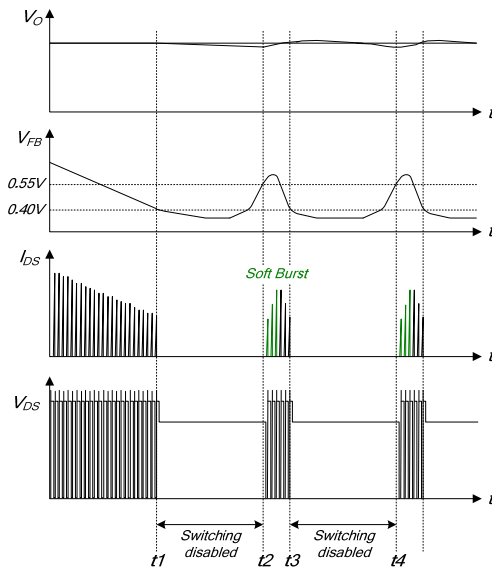 VO
t
VFB
0.55V
0.40V
t
IDS
Soft Burst
t
VDS
t
Switching
disabled
Switching
disabled
t1
t2
t3
t4